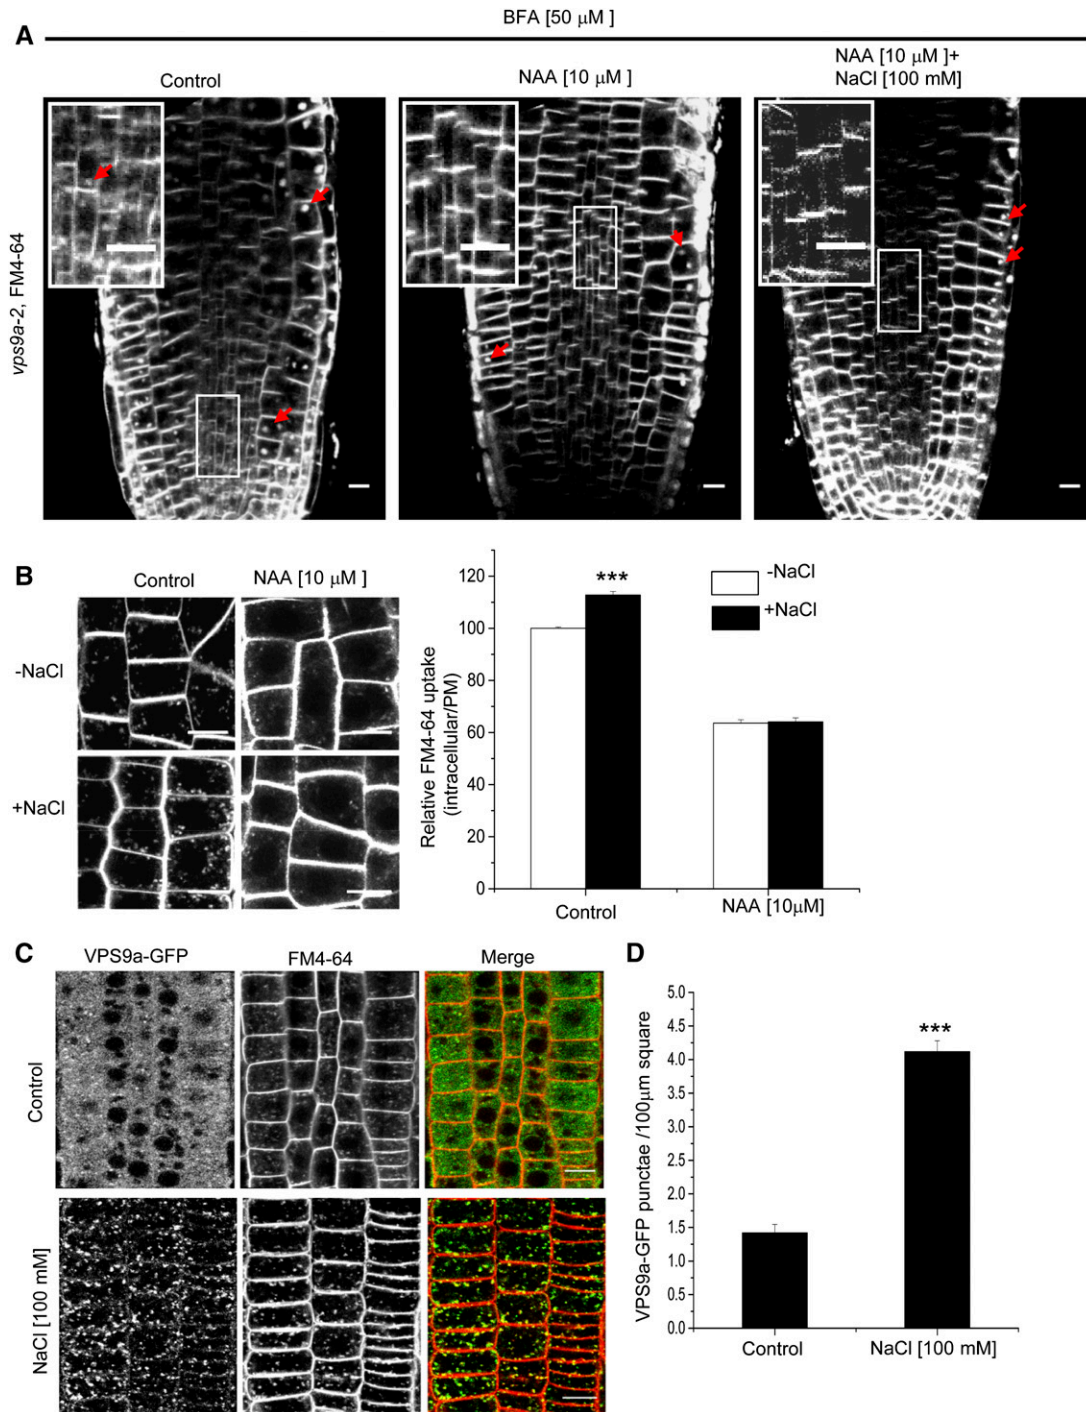 BFA [50 μM ]
A
Control
NAA [10 μM ]
NAA [10 μM ]+
NaCl [100 mM]
vps9a-2, FM4-64
B
Control
NAA [10 μM ]
-NaCl
+NaCl
Relative FM4-64 uptake
(intracellular/PM)
120
100
80
60
40
20
0
***
-NaCl
+NaCl
Control
NAA [10μM]
C
VPS9a-GFP
FM4-64
Merge
Control
NaCl [100 mM]
D
VPS9a-GFP punctae /100μm square
5.0
4.5
4.0
3.5
3.0
2.5
2.0
1.5
1.0
0.5
0.0
***
Control
NaCl [100 mM]